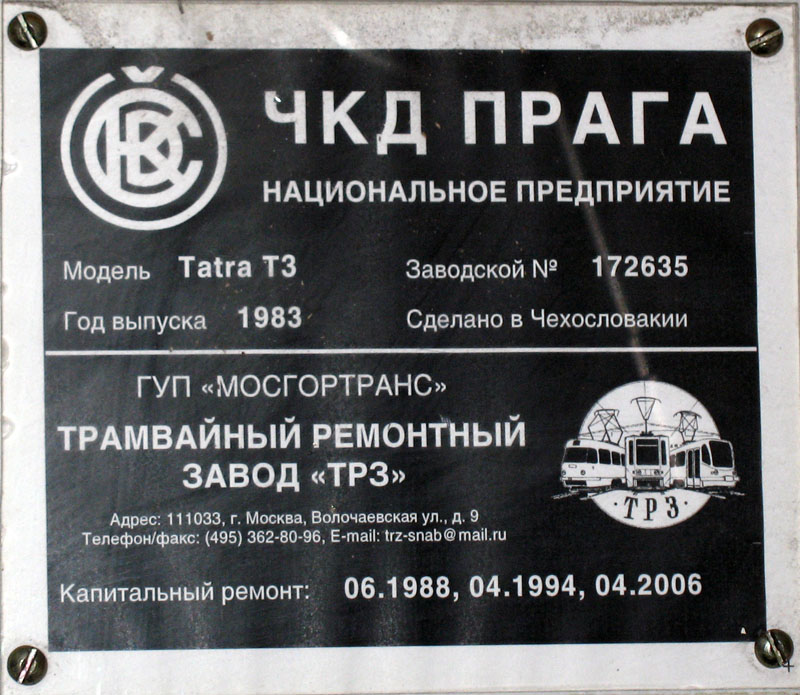 ČKD
ЧКД ПРАГА
НАЦИОНАЛЬНОЕ ПРЕДПРИЯТИЕ
Модель Tatra T3 Заводской № 172635
Год выпуска 1983 Сделано в Чехословакии
ГУП «МОСГОРТРАНС»
ТРАМВАЙНЫЙ РЕМОНТНЫЙ
ЗАВОД «ТРЗ»
· ТРЗ ·
Адрес: 111033, г. Москва, Волочаевская ул., д. 9
Телефон/факс: (495) 362-80-96, E-mail: trz-snab@mail.ru
Капитальный ремонт: 06.1988, 04.1994, 04.2006